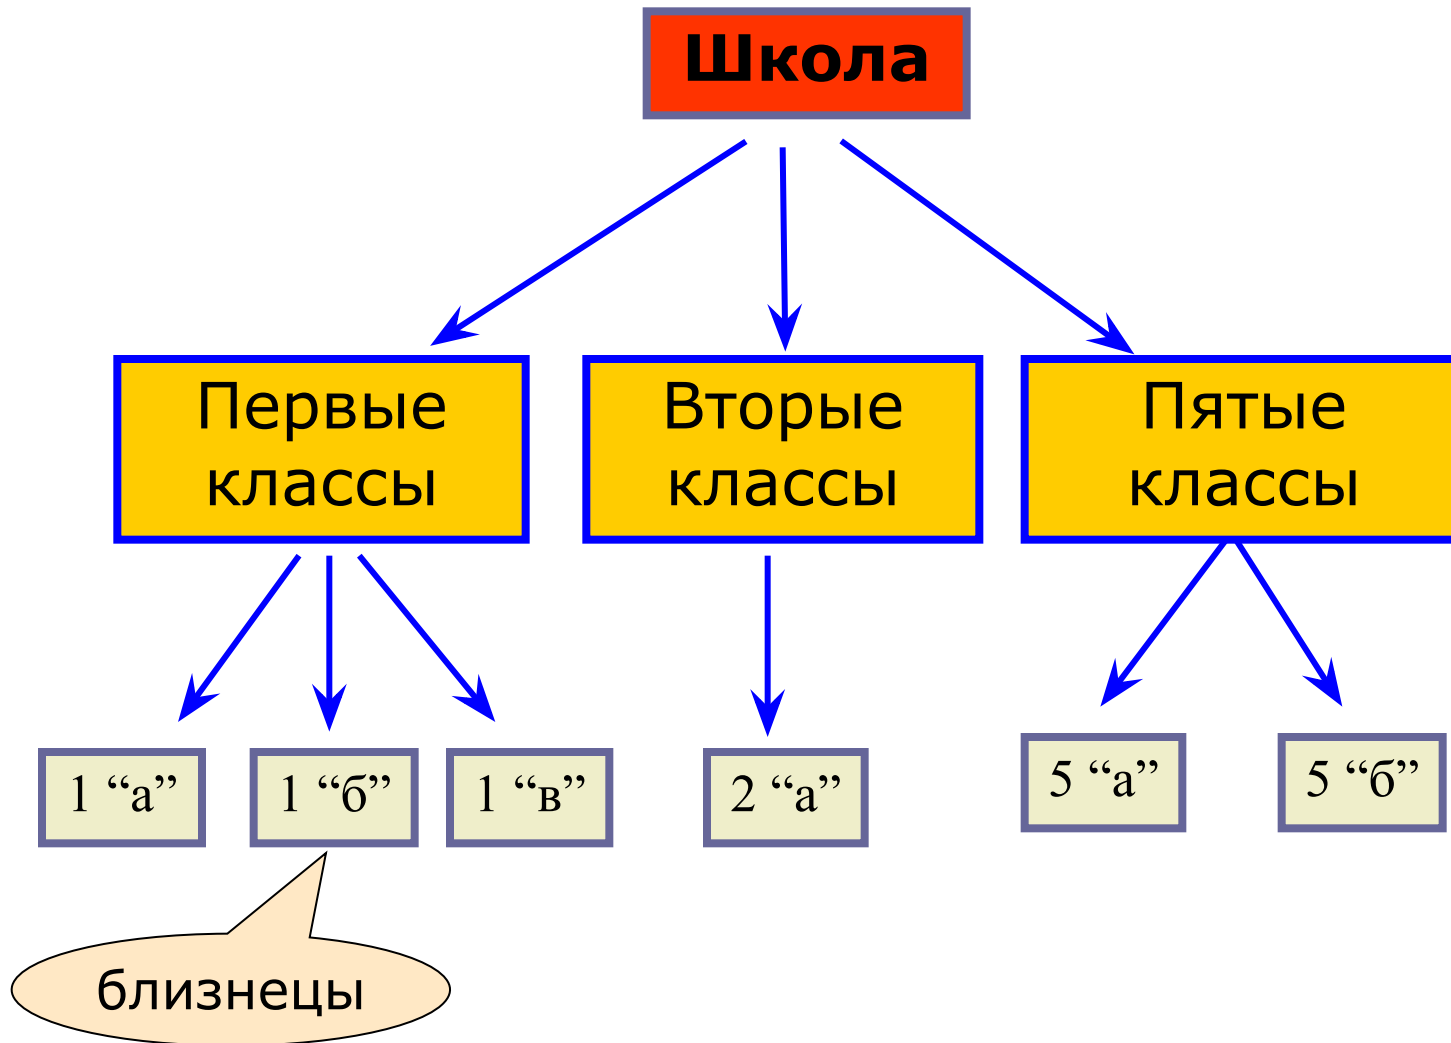 Школа
Первые
классы
Вторые
классы
Пятые
классы
1 “а”
1 “б”
1 “в”
2 “а”
5 “а”
5 “б”
близнецы